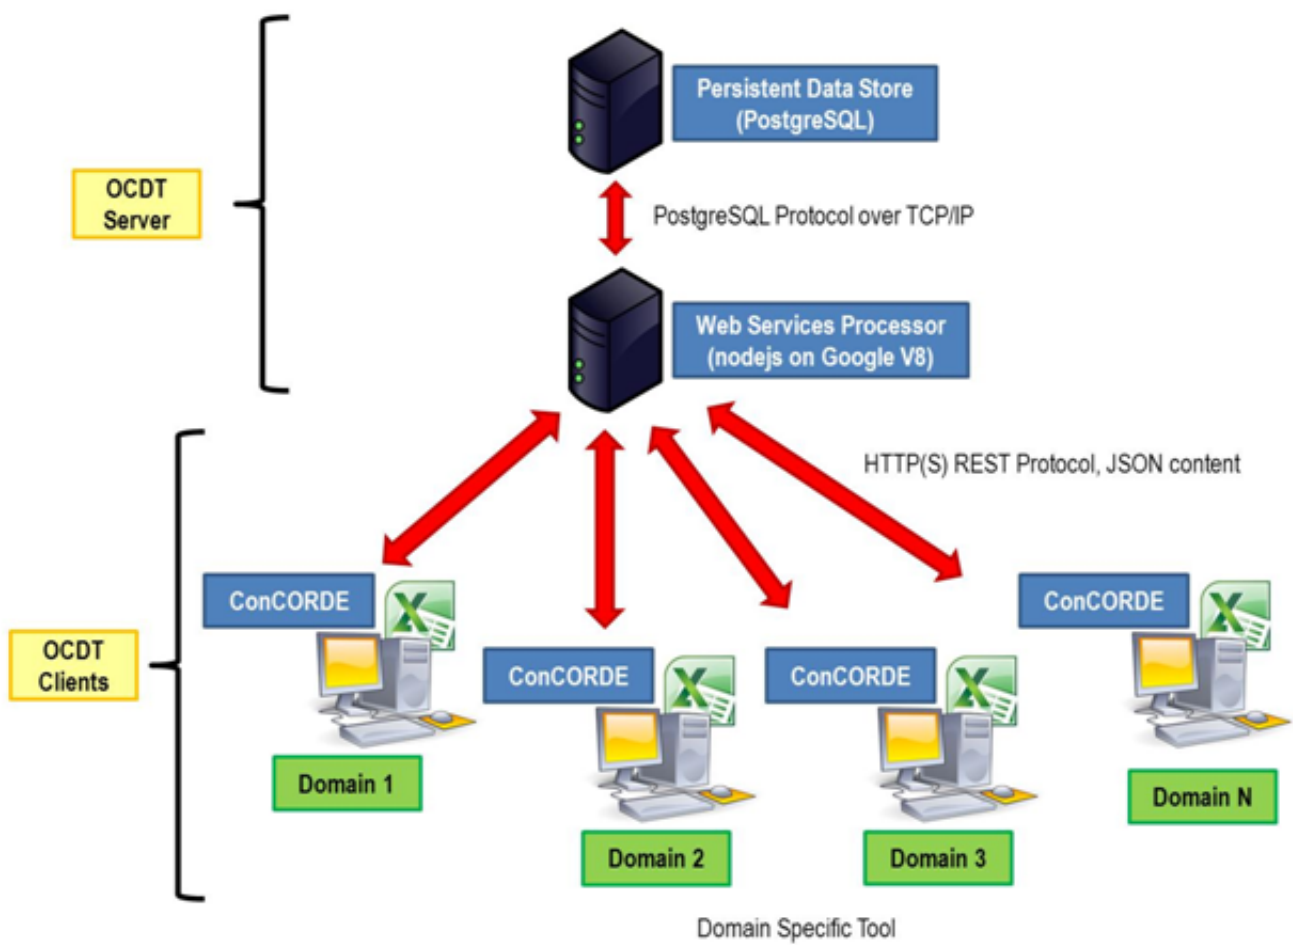 Persistent Data Store
(PostgreSQL)
OCDT
Server
PostgreSQL Protocol over TCP/IP
Web Services Processor
(nodejs on Google V8)
HTTP(S) REST Protocol, JSON content
OCDT
Clients
ConCORDE
ConCORDE
ConCORDE
ConCORDE
Domain 1
Domain 2
Domain 3
Domain N
Domain Specific Tool